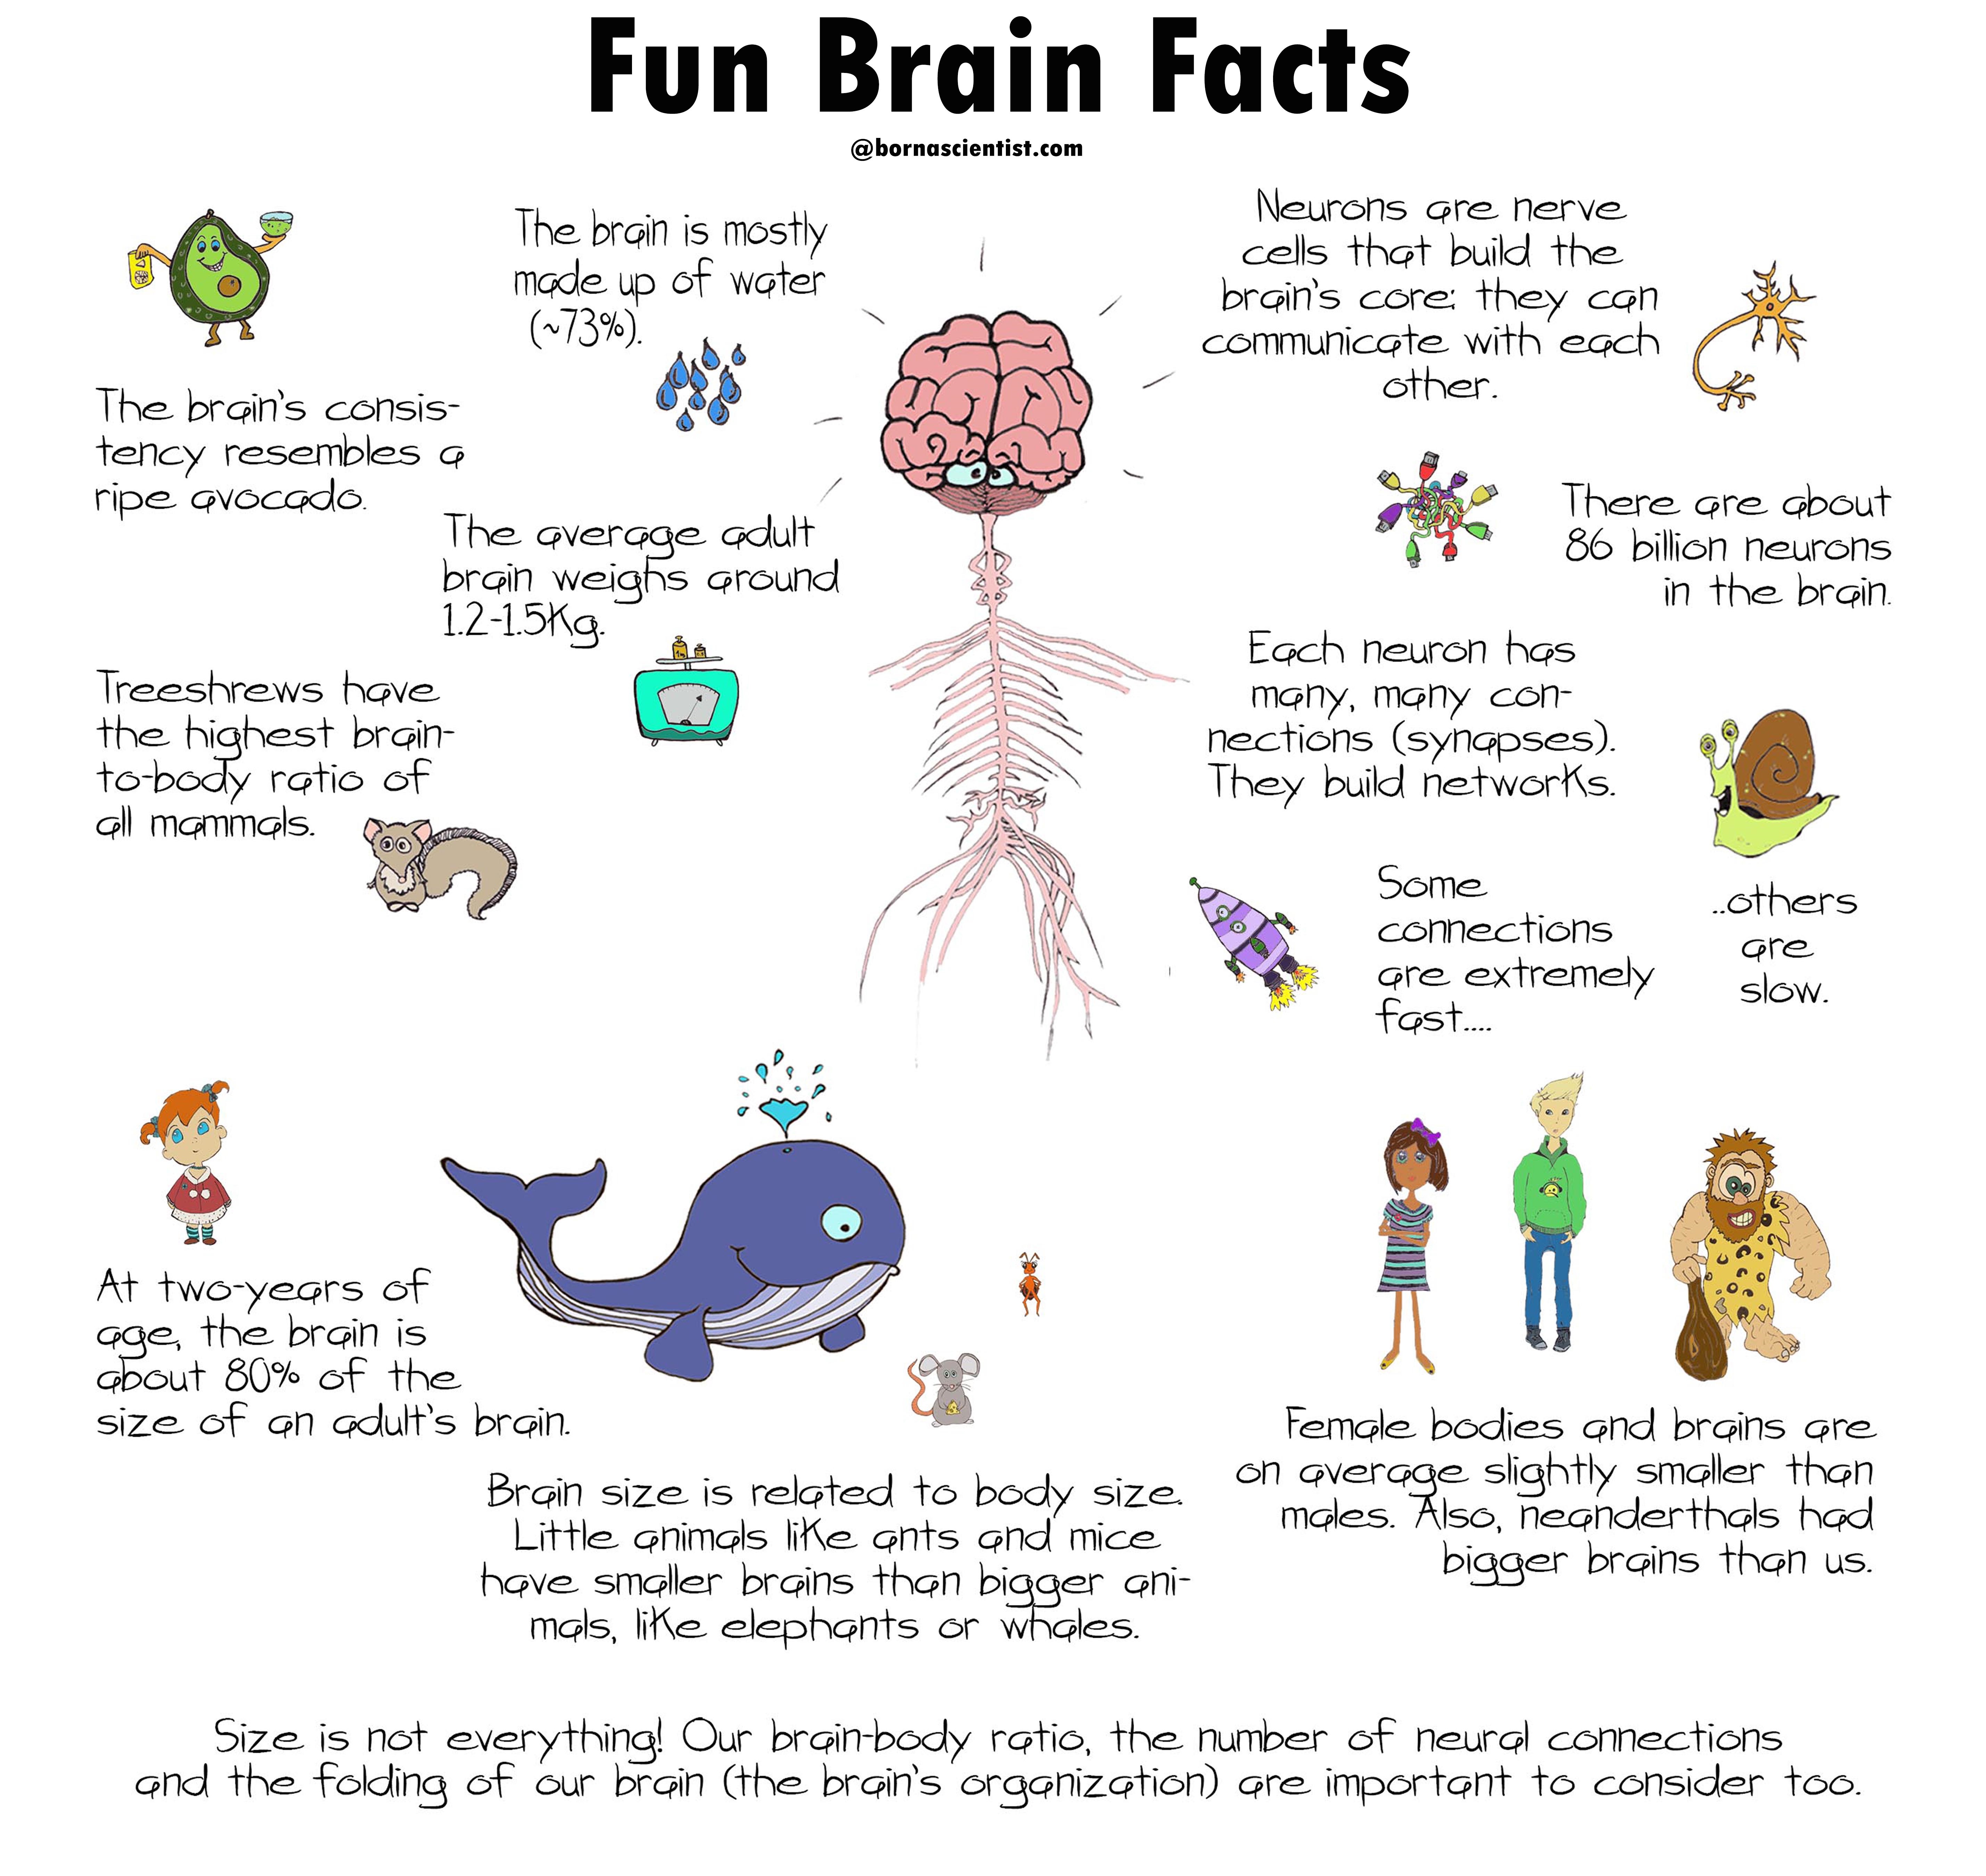 Fun Brain Facts
@bornascientist.com
The brain's consis-
tency resembles a
ripe avocado.
The brain is mostly
made up of water
(~73%).
The average adult
brain weighs around
1.2-1.5Kg.
Treeshrews have
the highest brain-
to-body ratio of
all mammals.
Neurons are nerve
cells that build the
brain's core: they can
communicate with each
other.
There are about
86 billion neurons
in the brain.
Each neuron has
many, many con-
nections (synapses).
They build networks.
Some
connections
are extremely
fast....
..others
are
slow.
At two-years of
age, the brain is
about 80% of the
size of an adult's brain.
Brain size is related to body size.
Little animals like ants and mice
have smaller brains than bigger ani-
mals, like elephants or whales.
Female bodies and brains are
on average slightly smaller than
males. Also, neanderthals had
bigger brains than us.
Size is not everything! Our brain-body ratio, the number of neural connections
and the folding of our brain (the brain's organization) are important to consider too.